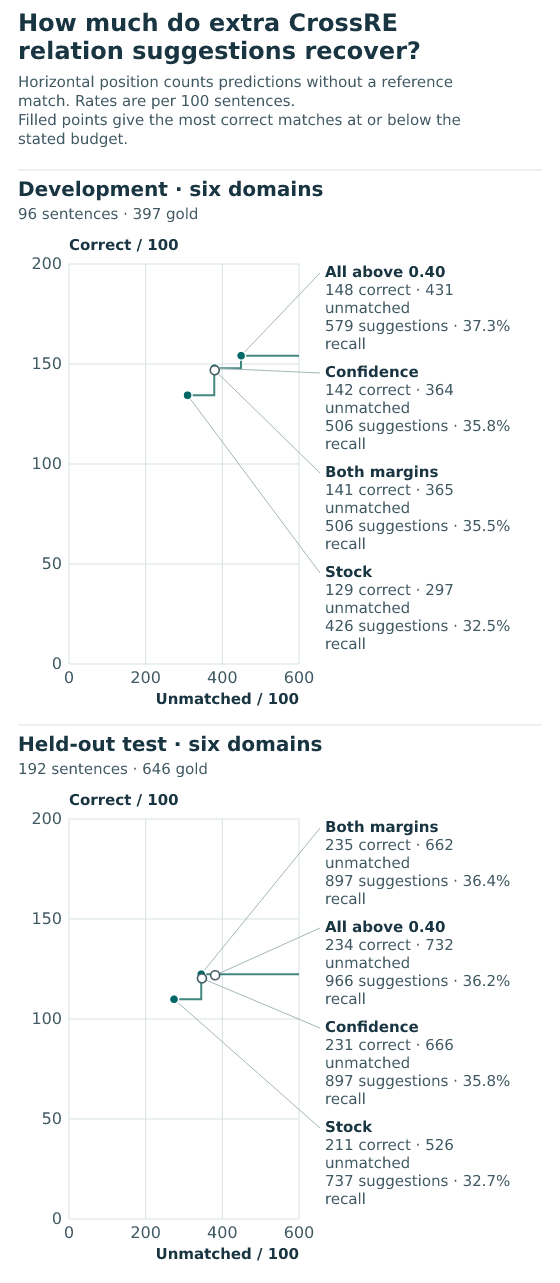 How much do extra CrossRE
relation suggestions recover?
Horizontal position counts predictions without a reference
match. Rates are per 100 sentences.
Filled points give the most correct matches at or below the
stated budget.
Development · six domains
96 sentences · 397 gold
Correct / 100
200
150
100
50
0
0 200 400 600
Unmatched / 100
All above 0.40
148 correct · 431
unmatched
579 suggestions · 37.3%
recall
Confidence
142 correct · 364
unmatched
506 suggestions · 35.8%
recall
Both margins
141 correct · 365
unmatched
506 suggestions · 35.5%
recall
Stock
129 correct · 297
unmatched
426 suggestions · 32.5%
recall
Held-out test · six domains
192 sentences · 646 gold
Correct / 100
200
150
100
50
0
0 200 400 600
Unmatched / 100
Both margins
235 correct · 662
unmatched
897 suggestions · 36.4%
recall
All above 0.40
234 correct · 732
unmatched
966 suggestions · 36.2%
recall
Confidence
231 correct · 666
unmatched
897 suggestions · 35.8%
recall
Stock
211 correct · 526
unmatched
737 suggestions · 32.7%
recall